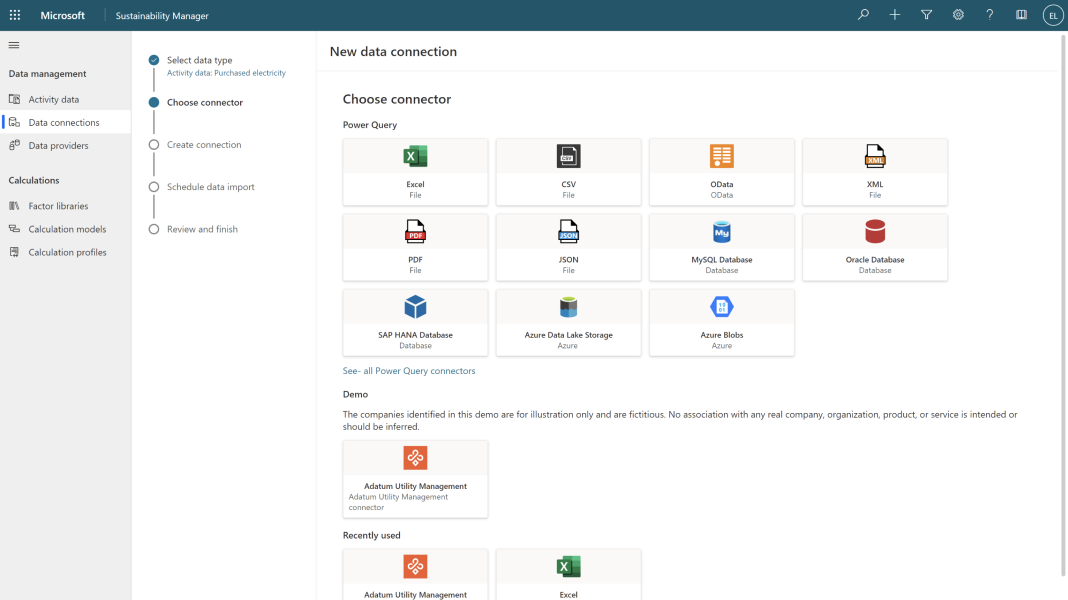 Microsoft
Sustainability Manager
EL
Data management
Activity data
Data connections
Data providers
Calculations
Factor libraries
Calculation models
Calculation profiles
Select data type
Activity data: Purchased electricity
Choose connector
Create connection
Schedule data import
Review and finish
New data connection
Choose connector
Power Query
Excel
File
CSV
CSV
File
OData
OData
XML
XML
File
PDF
PDF
File
JSON
JSON
File
My
MySQL Database
Database
Oracle Database
Database
SAP HANA Database
Database
Azure Data Lake Storage
Azure
10
01
Azure Blobs
Azure
See- all Power Query connectors
Demo
The companies identified in this demo are for illustration only and are fictitious. No association with any real company, organization, product, or service is intended or
should be inferred.
Adatum Utility Management
Adatum Utility Management
connector
Recently used
Adatum Utility Management
Excel